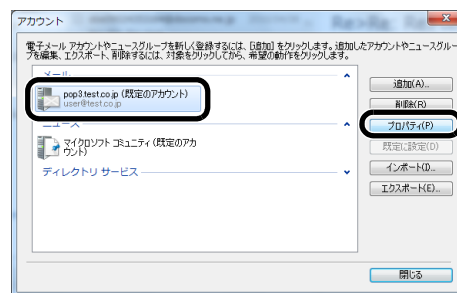 アカウント
電子メール アカウントやニュースグループを新しく登録するには、[追加] をクリックします。追加したアカウントやニュースグループ
を編集、エクスポート、削除するには、対象をクリックしてから、希望の動作をクリックします。
メール
pop3.test.co.jp (既定のアカウント)
user@test.co.jp
ニュース
マイクロソフト コミュニティ (既定のアカ
ウント)
ディレクトリ サービス
追加(A)...
削除(R)
プロパティ(P)
既定に設定(D)
インポート(I)...
エクスポート(E)...
閉じる